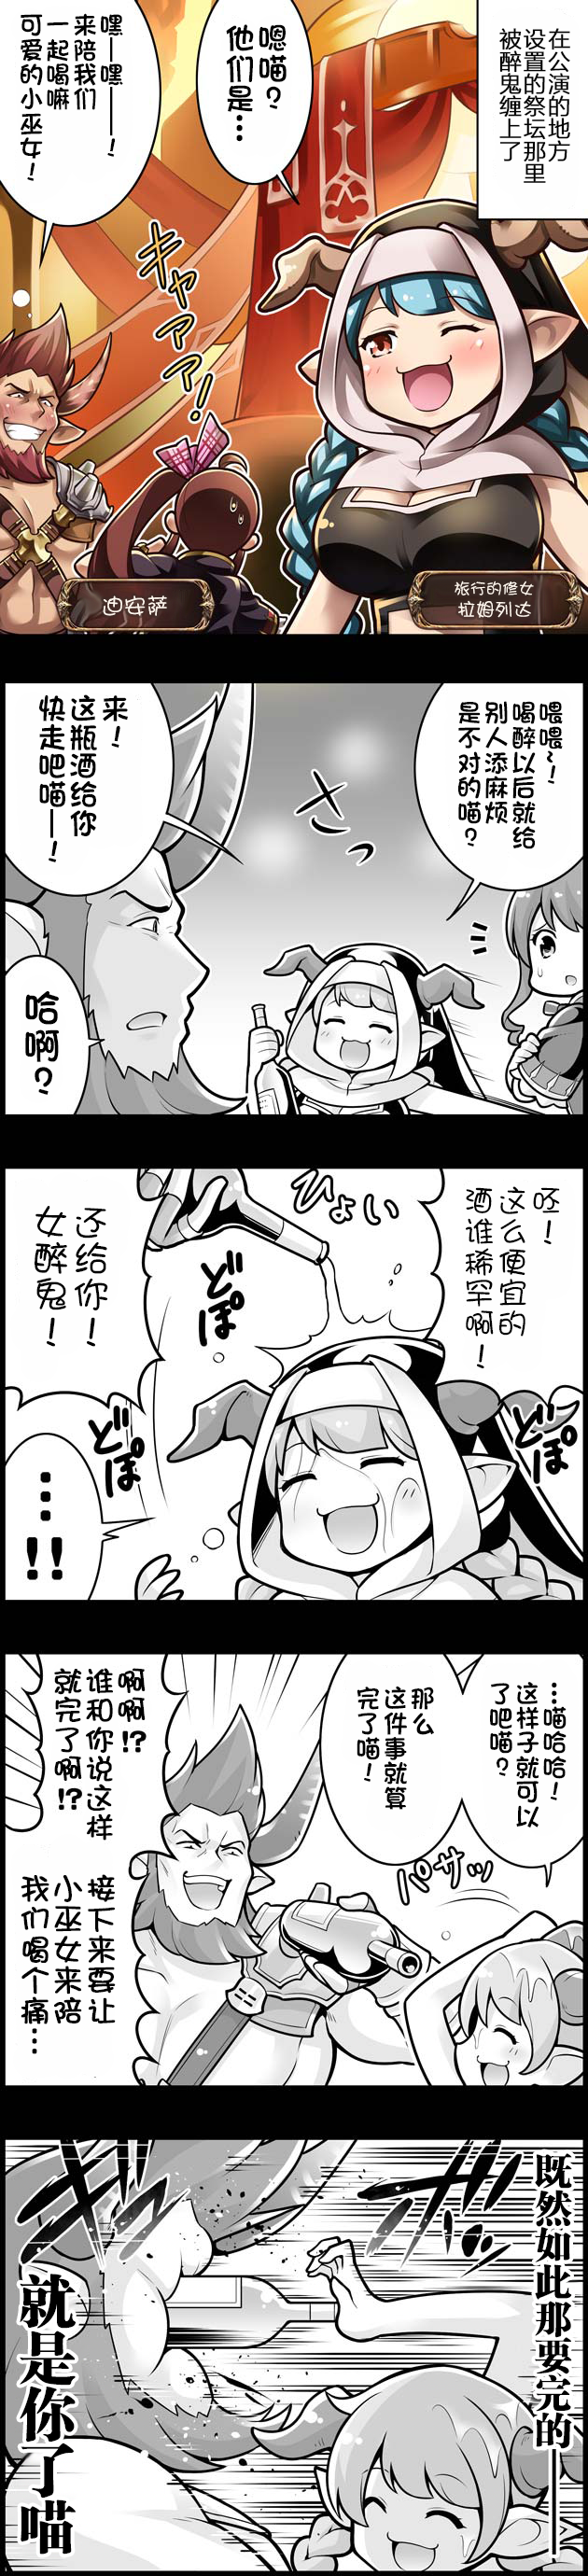 在公演的地方
设置的祭坛那里
被醉鬼缠上了
嗯喵？
他们是…
嘿—嘿——！
来陪我们
一起喝嘛
可爱的小巫女！
キャアアア！
迪安萨
旅行的修女
拉姆列达
喂喂~！
喝醉以后就给
别人添麻烦
是不对的喵？
さっ
来！
这瓶酒给你
快走吧喵—！
哈啊？
呸！
这么便宜的
酒谁稀罕啊！
ひょい
还给你！
女醉鬼！
どぽ
どぽ
どぽ
…!!
…喵哈哈！
这样子就可以
了吧喵？
那么
这件事就算
完了喵！
パサッ
啊啊!?
谁和你说这样
就完了啊!?
接下来要让
小巫女来陪
我们喝个痛…
既然如此那要完的——
就是你了喵